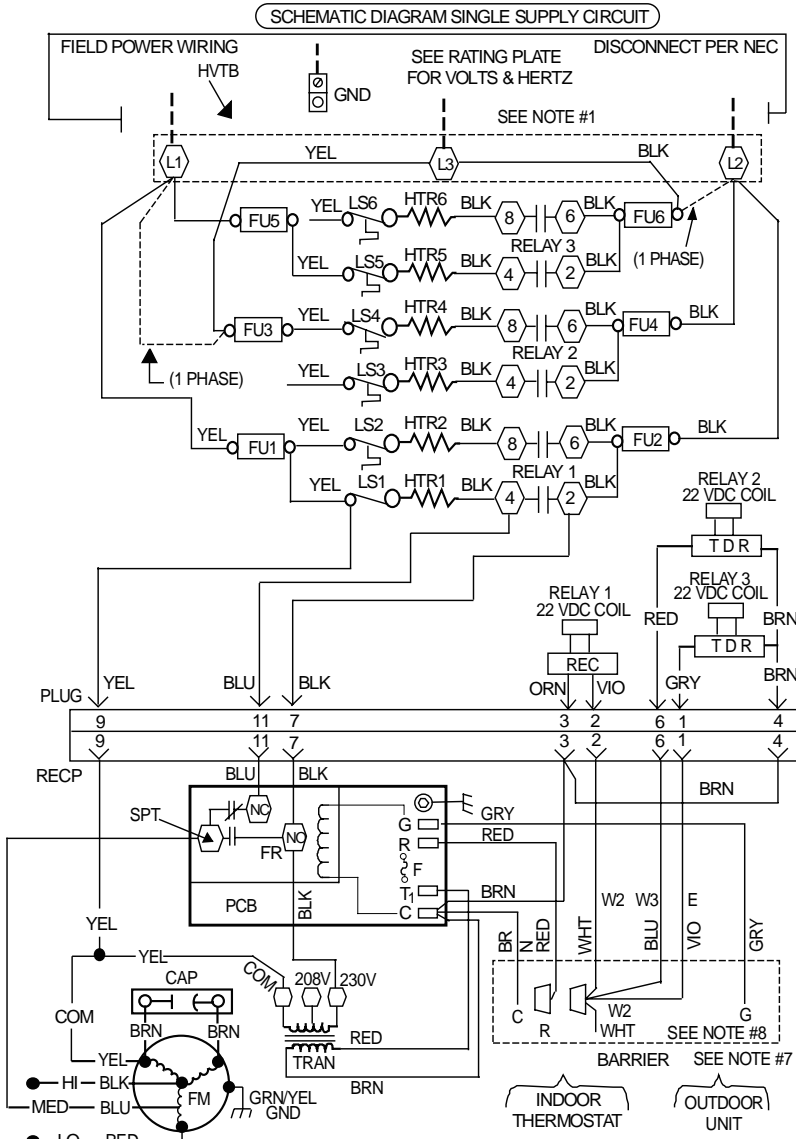 SCHEMATIC DIAGRAM SINGLE SUPPLY CIRCUIT
FIELD POWER WIRING
DISCONNECT PER NEC
HVTB
GND
SEE RATING PLATE
FOR VOLTS & HERTZ
SEE NOTE #1
L1
YEL
L3
BLK
L2
FU5
YEL
LS6
HTR6
BLK
8
6
BLK
FU6
RELAY 3
(1 PHASE)
YEL
LS5
HTR5
BLK
4
2
BLK
FU3
YEL
LS4
HTR4
BLK
8
6
BLK
FU4
BLK
RELAY 2
(1 PHASE)
YEL
LS3
HTR3
BLK
4
2
BLK
YEL
FU1
YEL
LS2
HTR2
BLK
8
6
BLK
FU2
BLK
RELAY 1
YEL
LS1
HTR1
BLK
4
2
BLK
RELAY 2
22 VDC COIL
TDR
RELAY 3
22 VDC COIL
TDR
RELAY 1
22 VDC COIL
REC
RED
BRN
GRY
BRN
ORN
VIO
PLUG
YEL
BLU
BLK
9
11
7
3
2
6
1
4
9
11
7
3
2
6
1
4
RECP
BLU
BLK
BRN
SPT
NC
NO
FR
G
R
F
T1
C
GRY
RED
BRN
PCB
BLK
YEL
YEL
COM
208V
230V
TRAN
RED
BRN
CAP
COM
BRN
BRN
YEL
HI
BLK
FM
MED
BLU
GRN/YEL
GND
LO
RED
BR
N
RED
WHT
W2
W3
BLU
E
VIO
GRY
C
R
W2
WHT
G
SEE NOTE #8
BARRIER
SEE NOTE #7
INDOOR
THERMOSTAT
OUTDOOR
UNIT